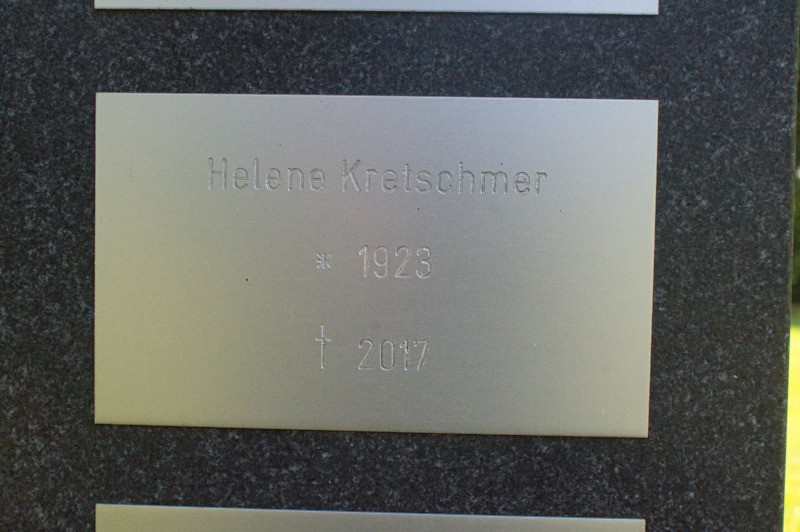 Helene Kretschmer
* 1923
† 2017